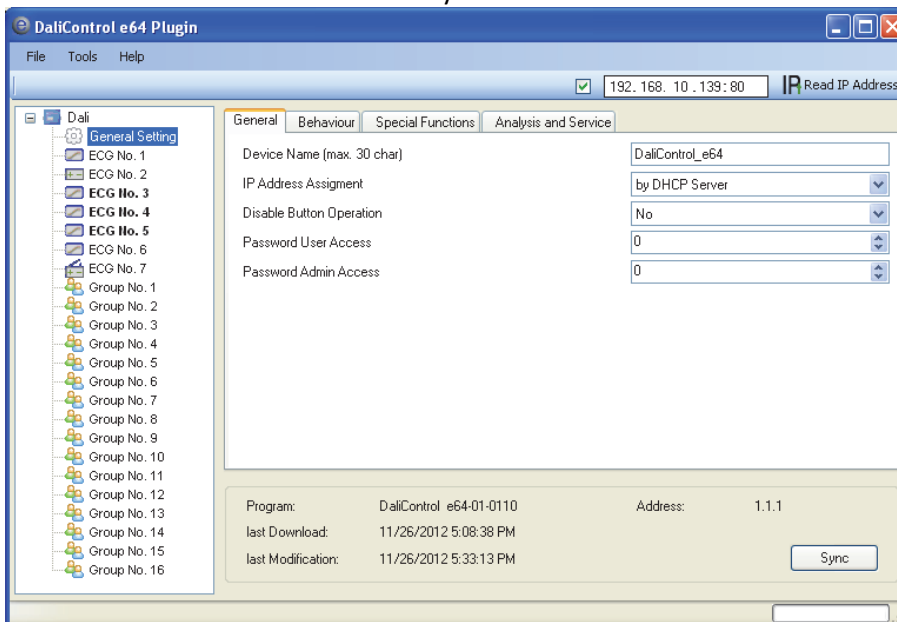 DaliControl e64 Plugin
File Tools Help
192. 168. 10 .139: 80 Read IP Address
Dali
General Setting
ECG No. 1
ECG No. 2
ECG No. 3
ECG No. 4
ECG No. 5
ECG No. 6
ECG No. 7
Group No. 1
Group No. 2
Group No. 3
Group No. 4
Group No. 5
Group No. 6
Group No. 7
Group No. 8
Group No. 9
Group No. 10
Group No. 11
Group No. 12
Group No. 13
Group No. 14
Group No. 15
Group No. 16
General Behaviour Special Functions Analysis and Service
Device Name (max. 30 char) DaliControl_e64
IP Address Assigment by DHCP Server
Disable Button Operation No
Password User Access 0
Password Admin Access 0
Program: DaliControl e64-01-0110 Address: 1.1.1
last Download: 11/26/2012 5:08:38 PM
last Modification: 11/26/2012 5:33:13 PM
Sync